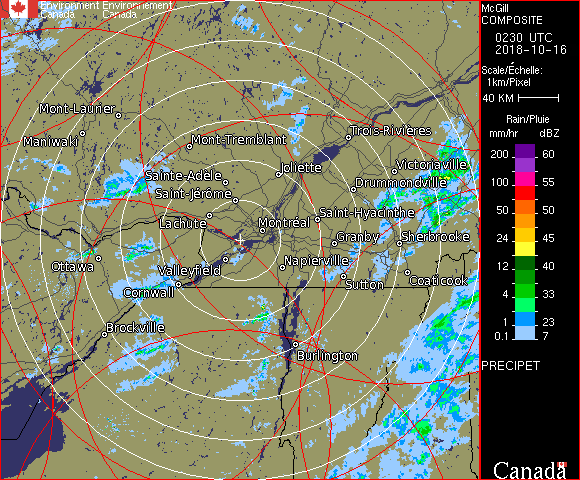 Environment Environnement
Canada Canada
McGill
COMPOSITE
0230 UTC
2018-10-16
Scale/Échelle:
1km/Pixel
40 KM
Rain/Pluie
mm/hr dBZ
200 60
150 57
100 55
50 50
24 45
12 40
4 33
1 23
0.1 7
PRECIPET
Canada
Mont-Laurier
Maniwaki
Mont-Tremblant
Trois-Rivières
Joliette
Victoriaville
Sainte-Adèle
Drummondville
Saint-Jérôme
Lachute
Saint-Hyacinthe
Montréal
Granby
Sherbrooke
Ottawa
Valleyfield
Napierville
Cornwall
Sutton
Coaticook
Brockville
Burlington